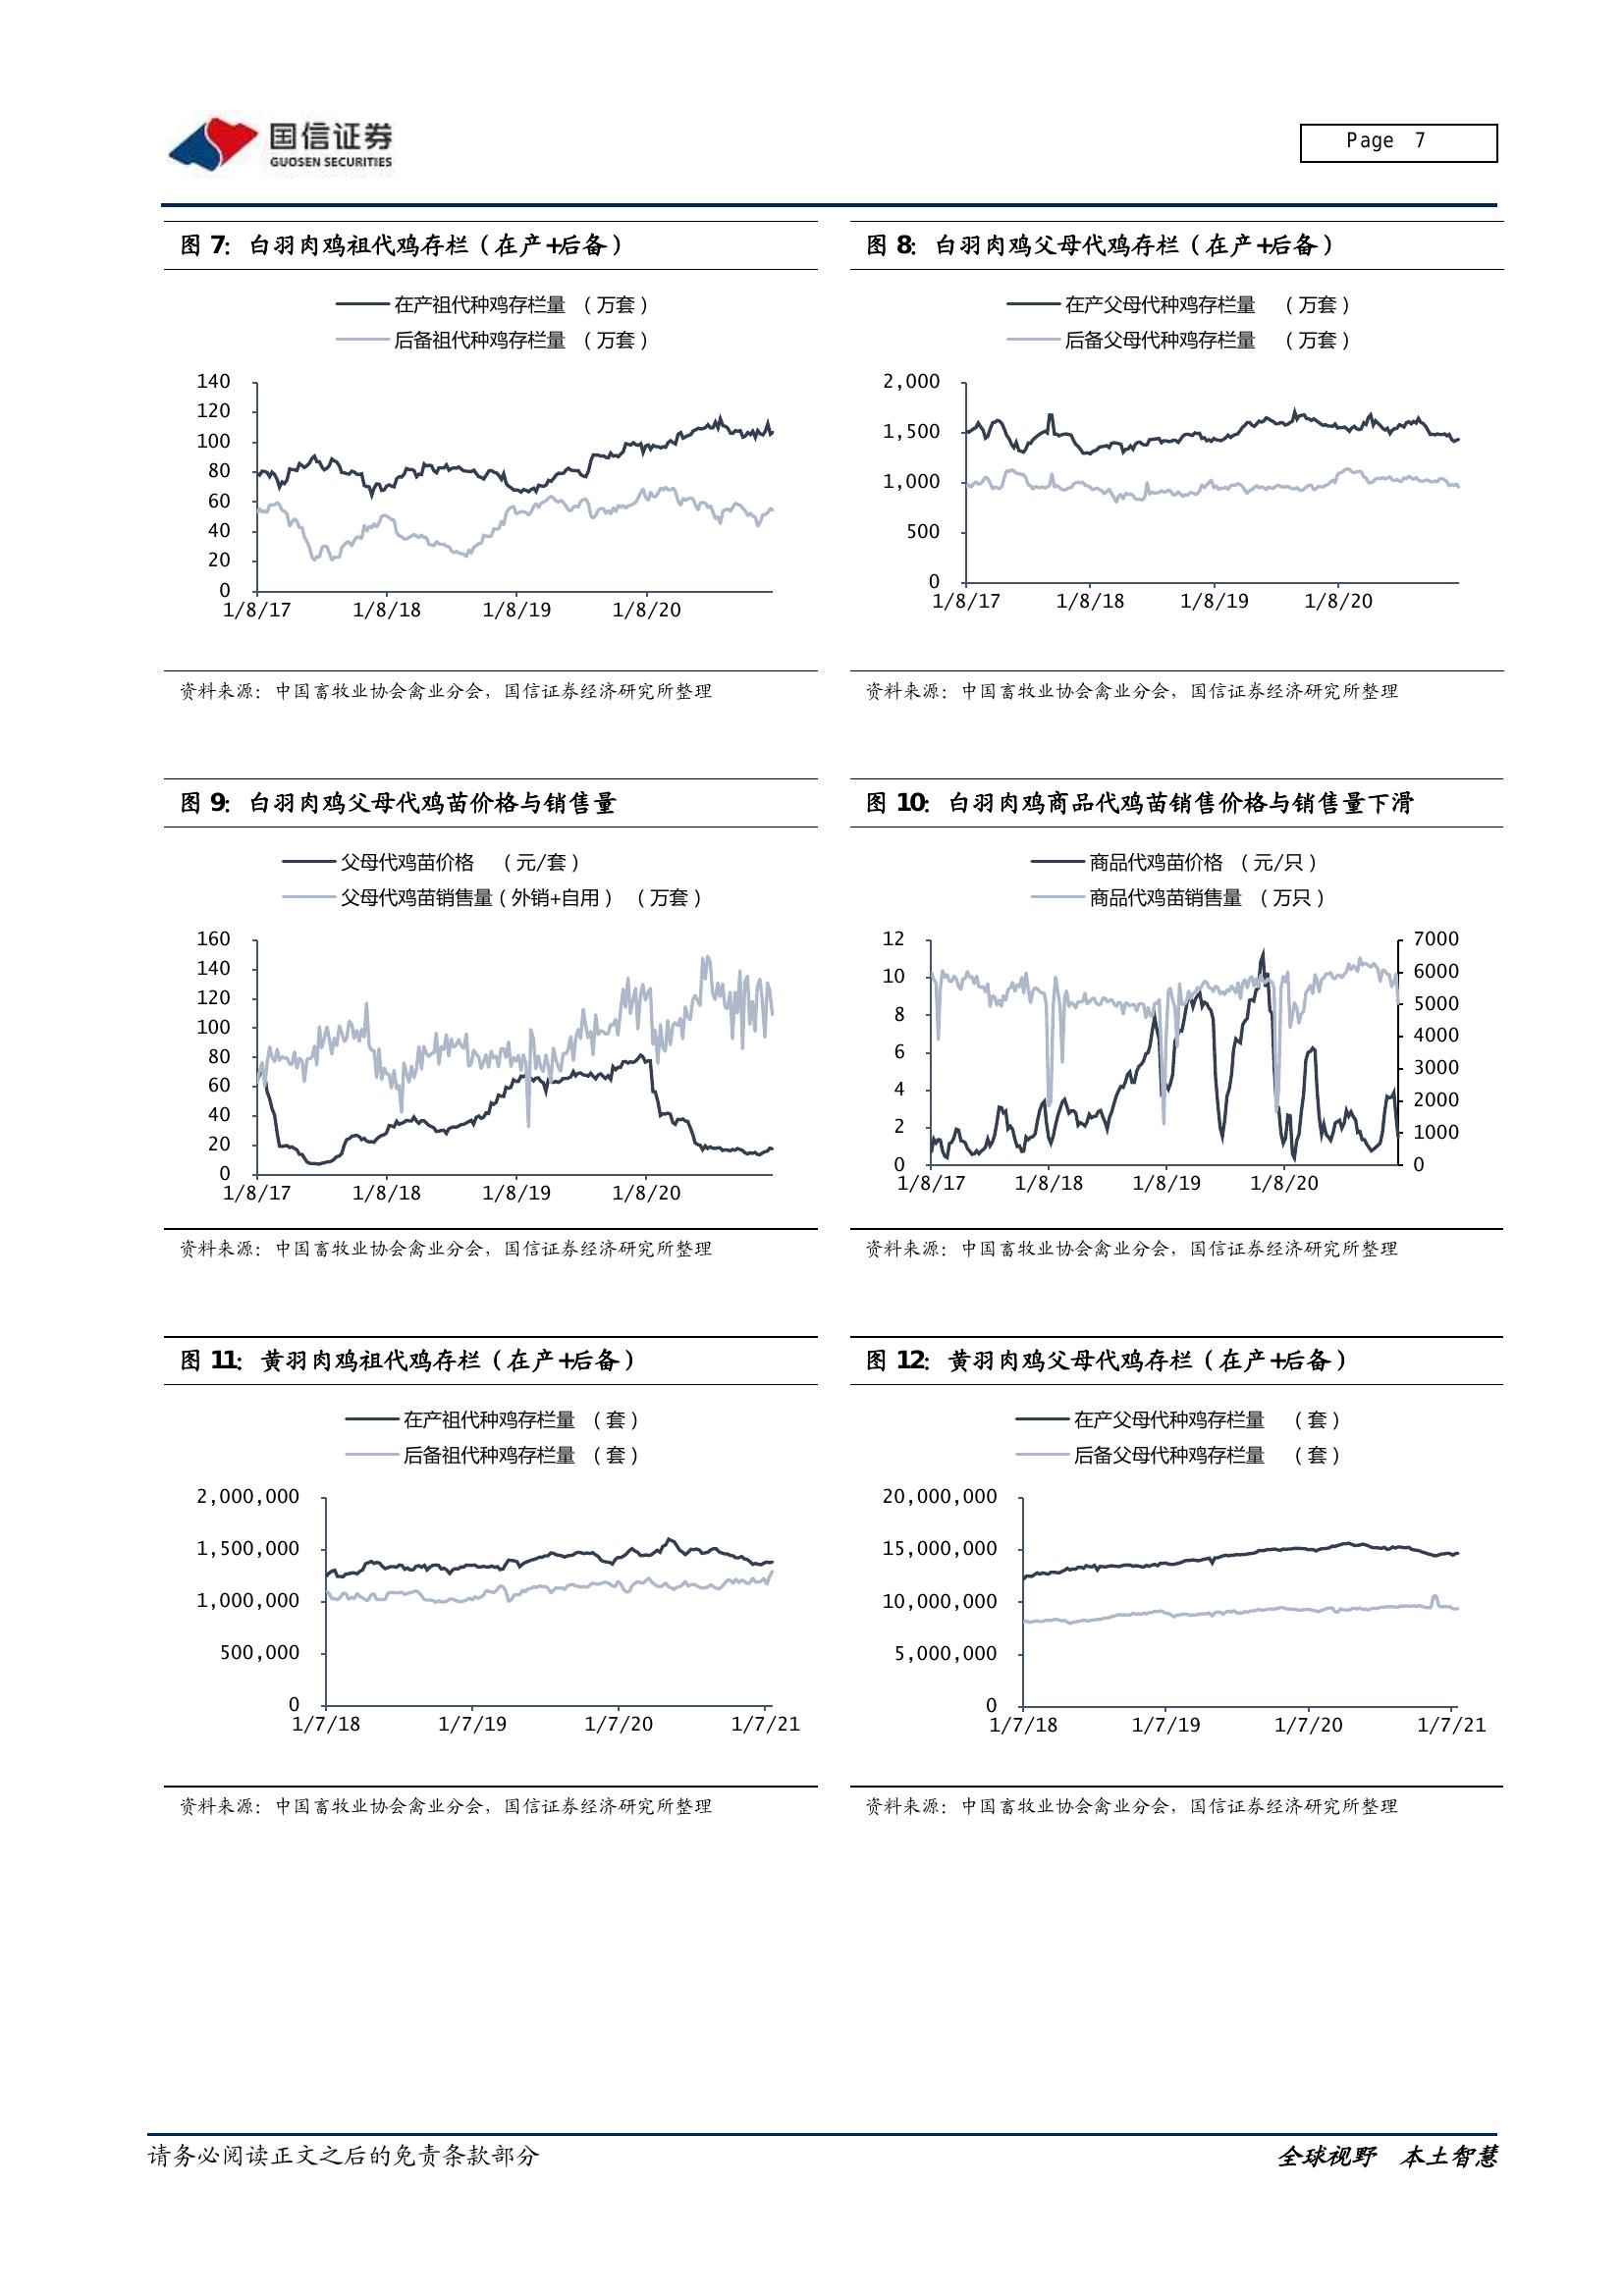 国信证券
GUOSEN SECURITIES
Page 7
图 7: 白羽肉鸡祖代鸡存栏（在产+后备）
在产祖代种鸡存栏量 （万套）
后备祖代种鸡存栏量 （万套）
140
120
100
80
60
40
20
0
1/8/17 1/8/18 1/8/19 1/8/20
资料来源：中国畜牧业协会禽业分会，国信证券经济研究所整理
图 8: 白羽肉鸡父母代鸡存栏（在产+后备）
在产父母代种鸡存栏量 （万套）
后备父母代种鸡存栏量 （万套）
2,000
1,500
1,000
500
0
1/8/17 1/8/18 1/8/19 1/8/20
资料来源：中国畜牧业协会禽业分会，国信证券经济研究所整理
图 9: 白羽肉鸡父母代鸡苗价格与销售量
父母代鸡苗价格 （元/套）
父母代鸡苗销售量（外销+自用）（万套）
160
140
120
100
80
60
40
20
0
1/8/17 1/8/18 1/8/19 1/8/20
资料来源：中国畜牧业协会禽业分会，国信证券经济研究所整理
图 10: 白羽肉鸡商品代鸡苗销售价格与销售量下滑
商品代鸡苗价格 （元/只）
商品代鸡苗销售量 （万只）
12
10
8
6
4
2
0
7000
6000
5000
4000
3000
2000
1000
0
1/8/17 1/8/18 1/8/19 1/8/20
资料来源：中国畜牧业协会禽业分会，国信证券经济研究所整理
图 11: 黄羽肉鸡祖代鸡存栏（在产+后备）
在产祖代种鸡存栏量 （套）
后备祖代种鸡存栏量 （套）
2,000,000
1,500,000
1,000,000
500,000
0
1/7/18 1/7/19 1/7/20 1/7/21
资料来源：中国畜牧业协会禽业分会，国信证券经济研究所整理
图 12: 黄羽肉鸡父母代鸡存栏（在产+后备）
在产父母代种鸡存栏量 （套）
后备父母代种鸡存栏量 （套）
20,000,000
15,000,000
10,000,000
5,000,000
0
1/7/18 1/7/19 1/7/20 1/7/21
资料来源：中国畜牧业协会禽业分会，国信证券经济研究所整理
请务必阅读正文之后的免责条款部分
全球视野 本土智慧